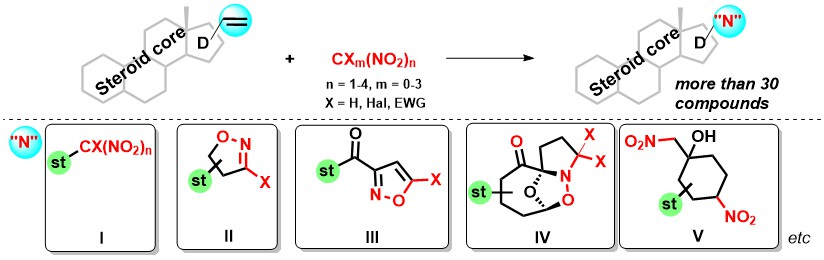 Steroid core
D
+
CXm(NO2)n
n = 1-4, m = 0-3
X = H, Hal, EWG
Steroid core
"N"
D
more than 30
compounds
"N"
st
CX(NO2)n
I
O
N
st
X
II
O
st
N
O
X
III
O
X
X
N
st
O
O
IV
O2N
OH
st
NO2
V
etc